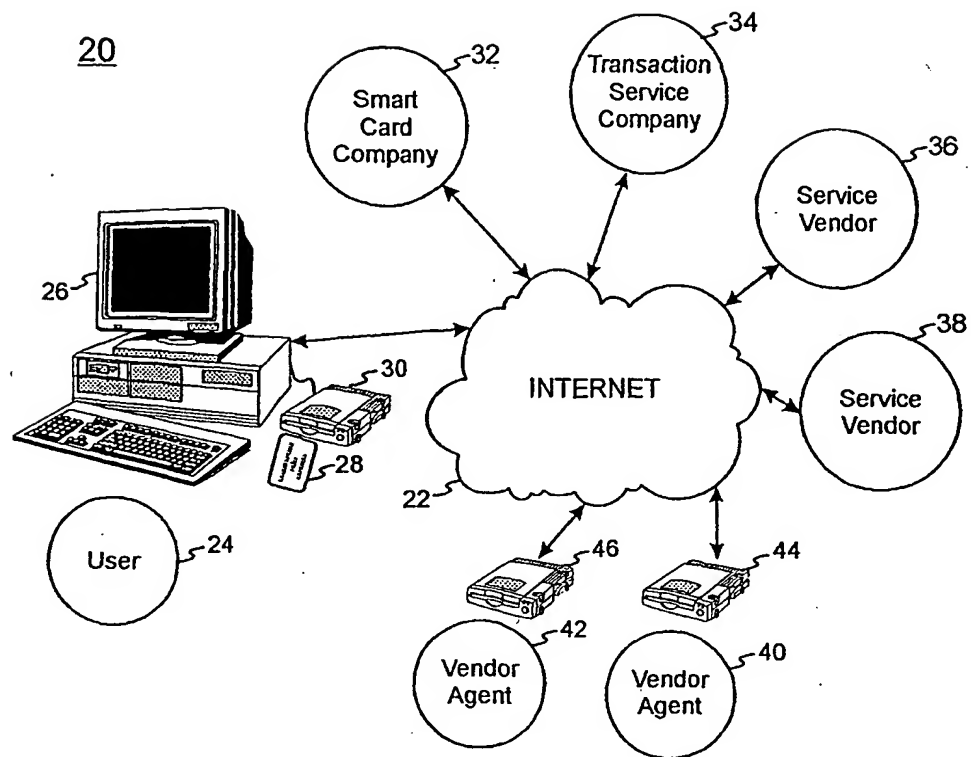 20
32
34
Smart
Card
Company
Transaction
Service
Company
36
Service
Vendor
26
38
30
INTERNET
Service
Vendor
28
22
User
24
46
44
42
40
Vendor
Agent
Vendor
Agent